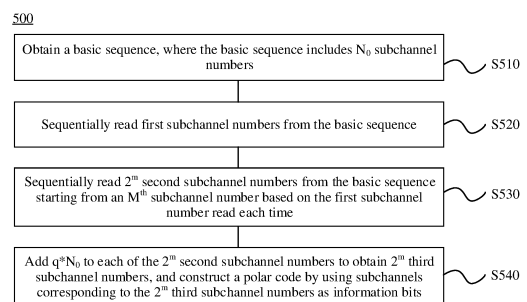 500
Obtain a basic sequence, where the basic sequence includes N₀ subchannel
numbers
S510
Sequentially read first subchannel numbers from the basic sequence
S520
Sequentially read 2ᵐ second subchannel numbers from the basic sequence
starting from an Mᵗʰ subchannel number based on the first subchannel
number read each time
S530
Add q*N₀ to each of the 2ᵐ second subchannel numbers to obtain 2ᵐ third
subchannel numbers, and construct a polar code by using subchannels
corresponding to the 2ᵐ third subchannel numbers as information bits
S540